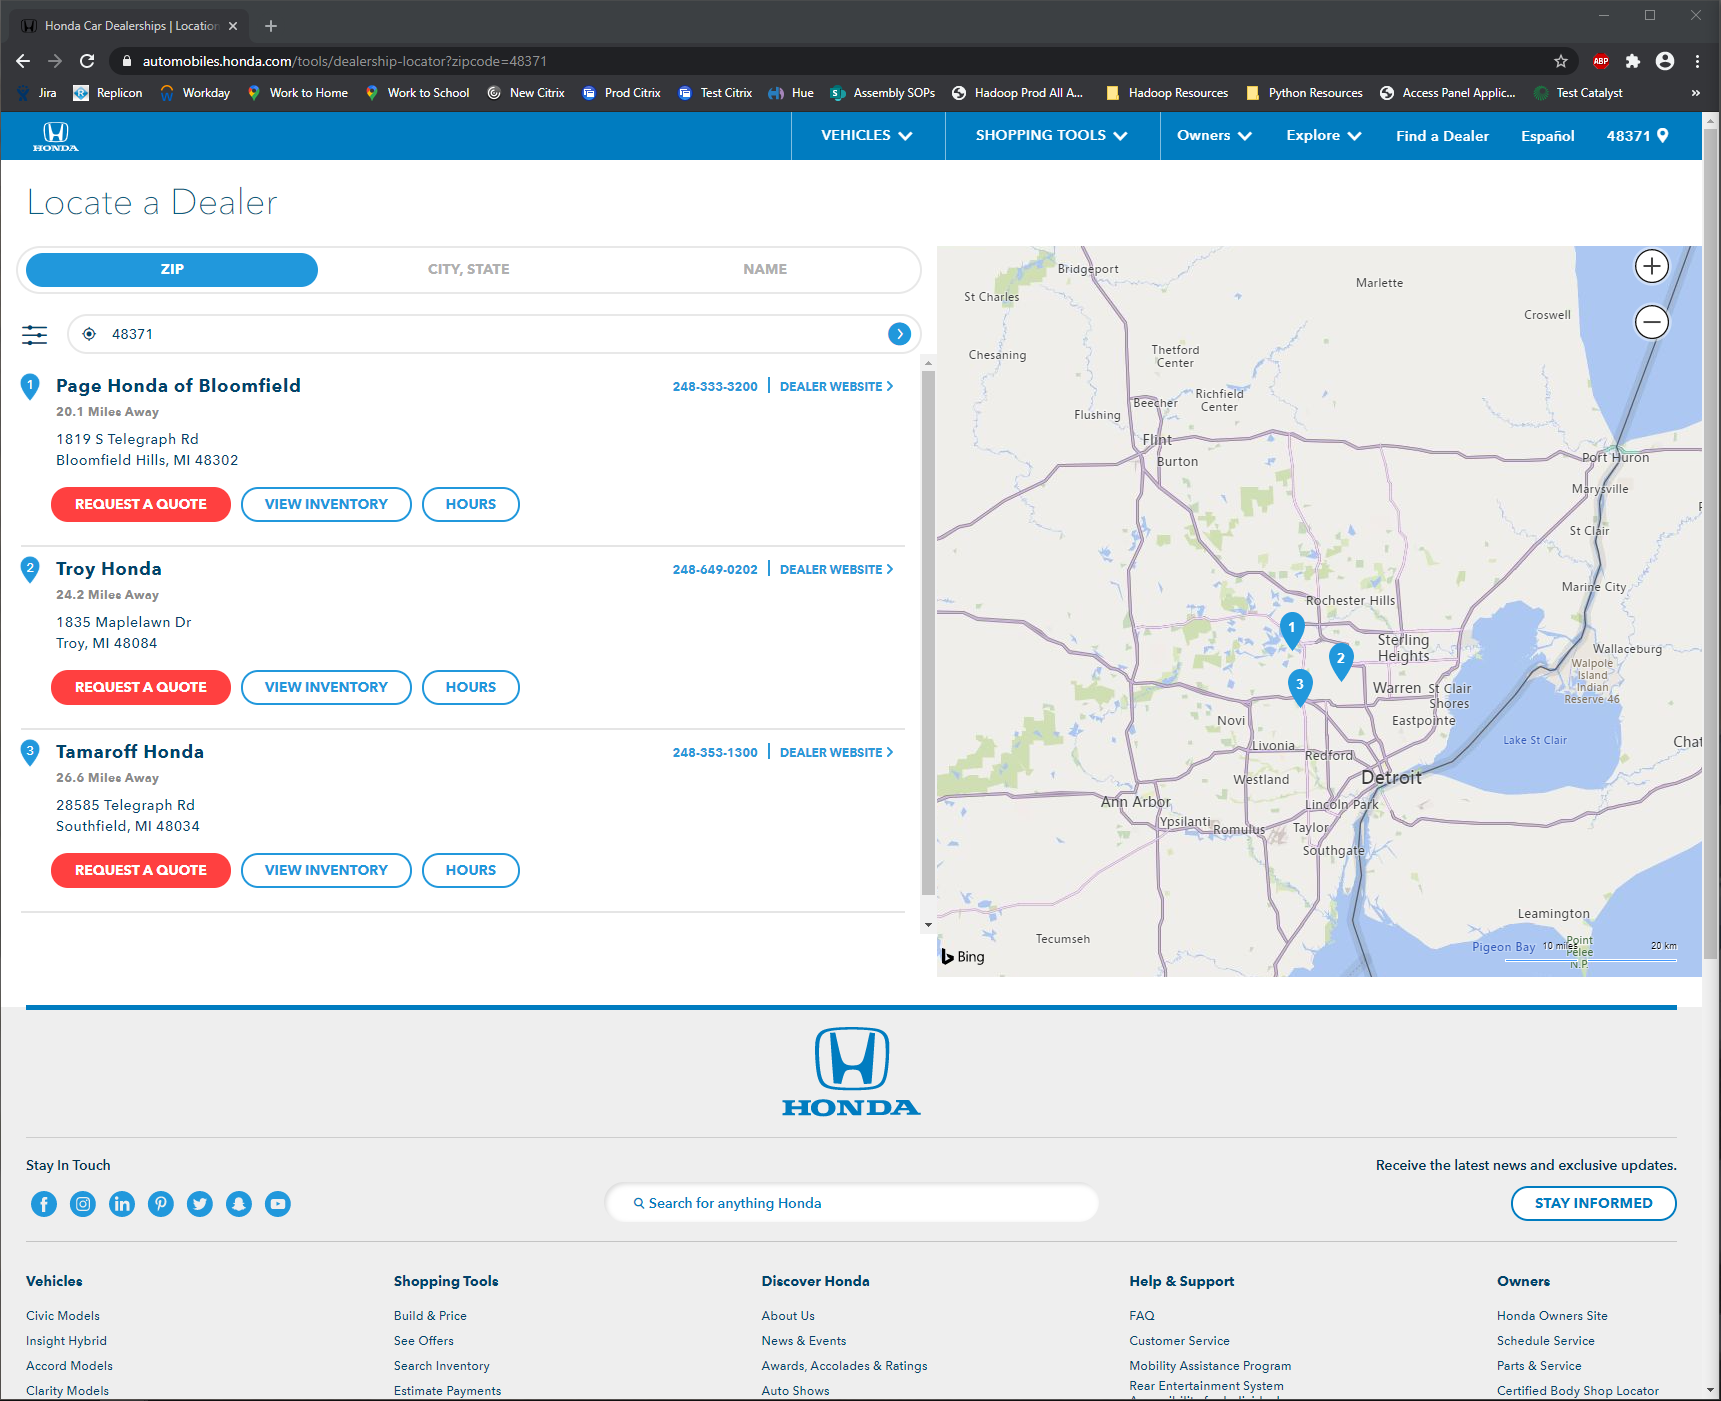 Honda Car Dealerships | Location
automobiles.honda.com/tools/dealership-locator?zipcode=48371
ABP
Jira
Replicon
Workday
Work to Home
Work to School
New Citrix
Prod Citrix
Test Citrix
Hue
Assembly SOPs
Hadoop Prod All A...
Hadoop Resources
Python Resources
Access Panel Applic...
Test Catalyst
»
HONDA
VEHICLES
SHOPPING TOOLS
Owners
Explore
Find a Dealer
Español
48371
Locate a Dealer
ZIP
CITY, STATE
NAME
48371
1
Page Honda of Bloomfield
248-333-3200 | DEALER WEBSITE
20.1 Miles Away
1819 S Telegraph Rd
Bloomfield Hills, MI 48302
REQUEST A QUOTE
VIEW INVENTORY
HOURS
2
Troy Honda
248-649-0202 | DEALER WEBSITE
24.2 Miles Away
1835 Maplelawn Dr
Troy, MI 48084
REQUEST A QUOTE
VIEW INVENTORY
HOURS
3
Tamaroff Honda
248-353-1300 | DEALER WEBSITE
26.6 Miles Away
28585 Telegraph Rd
Southfield, MI 48034
REQUEST A QUOTE
VIEW INVENTORY
HOURS
Bridgeport
Marlette
St Charles
Croswell
Chesaning
Thetford
Center
Richfield
Center
Beecher
Flushing
Flint
Burton
Port Huron
Marysville
St Clair
Marine City
Rochester Hills
1
Sterling
Heights
2
Wallaceburg
Walpole
Island
Indian
Reserve 46
3
Warren
St Clair
Shores
Novi
Eastpointe
Lake St Clair
Chat
Livonia
Redford
Westland
Detroit
Ann Arbor
Lincoln Park
Ypsilanti
Romulus
Taylor
Southgate
Leamington
Tecumseh
Pigeon Bay
10 miles
Point
Pelee
N.P.
20 km
Bing
HONDA
Stay In Touch
Search for anything Honda
Receive the latest news and exclusive updates.
STAY INFORMED
Vehicles
Civic Models
Insight Hybrid
Accord Models
Clarity Models
Shopping Tools
Build & Price
See Offers
Search Inventory
Estimate Payments
Discover Honda
About Us
News & Events
Awards, Accolades & Ratings
Auto Shows
Help & Support
FAQ
Customer Service
Mobility Assistance Program
Rear Entertainment System
Owners
Honda Owners Site
Schedule Service
Parts & Service
Certified Body Shop Locator